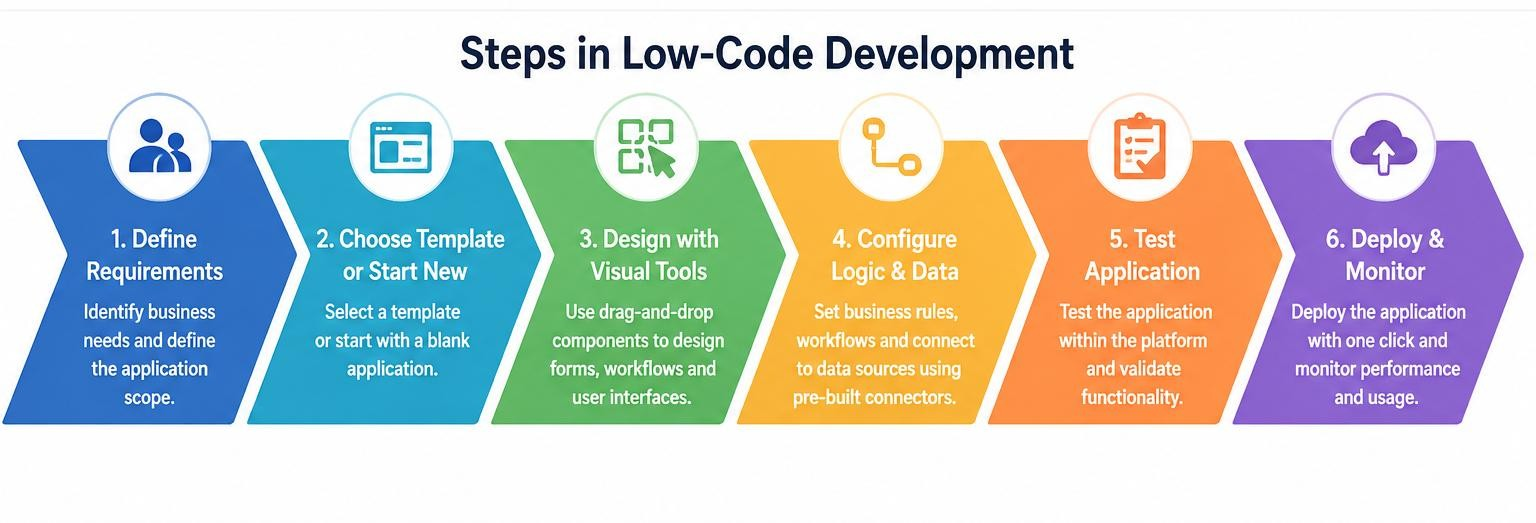 Steps in Low-Code Development
1. Define
Requirements
Identify business
needs and define
the application
scope.
2. Choose Template
or Start New
Select a template
or start with a blank
application.
3. Design with
Visual Tools
Use drag-and-drop
components to design
forms, workflows and
user interfaces.
4. Configure
Logic & Data
Set business rules,
workflows and connect
to data sources using
pre-built connectors.
5. Test
Application
Test the application
within the platform
and validate
functionality.
6. Deploy &
Monitor
Deploy the application
with one click and
monitor performance
and usage.